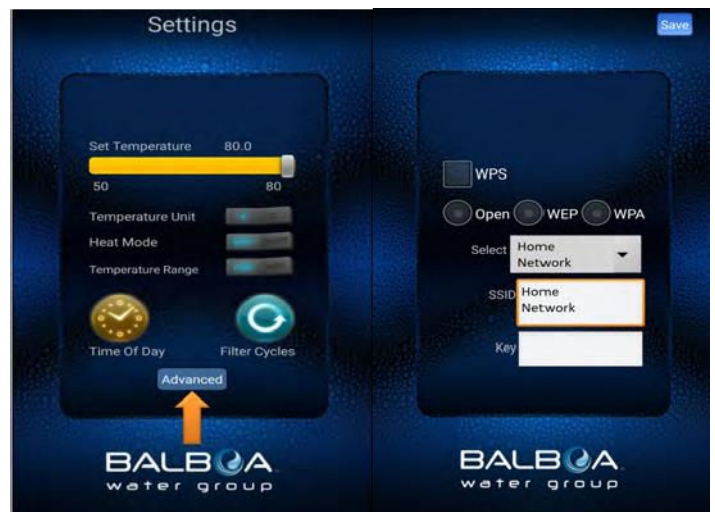 Settings
Set Temperature 80.0
50 80
Temperature Unit
Heat Mode
Temperature Range
Time Of Day Filter Cycles
Advanced
BALBOA
water group
Save
WPS
Open WEP WPA
Select Home
Network
SSID Home
Network
Key
BALBOA
water group